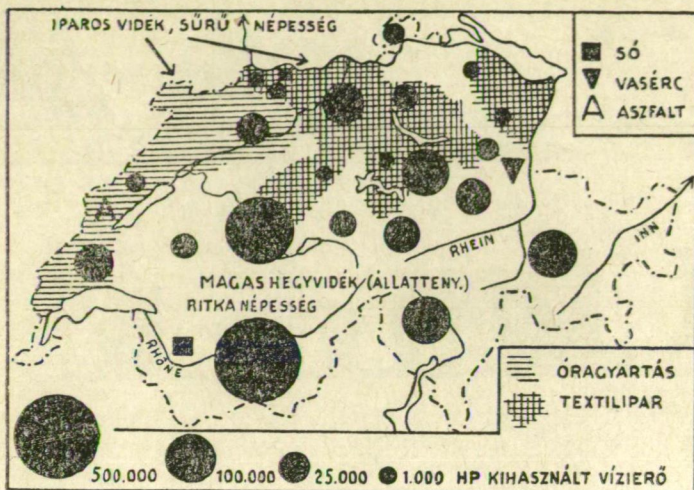 IPAROS VIDÉK, SŰRŰ NÉPESSÉG
SÓ
VASÉRC
A ASZFALT
A
RHEIN
INN
MAGAS HEGYVIDÉK (ÁLLATTENY.)
RITKA NÉPESSÉG
RHÔNE
ÓRAGYÁRTÁS
TEXTILIPAR
500.000 100.000 25.000 1.000 HP KIHASZNÁLT VÍZIERŐ